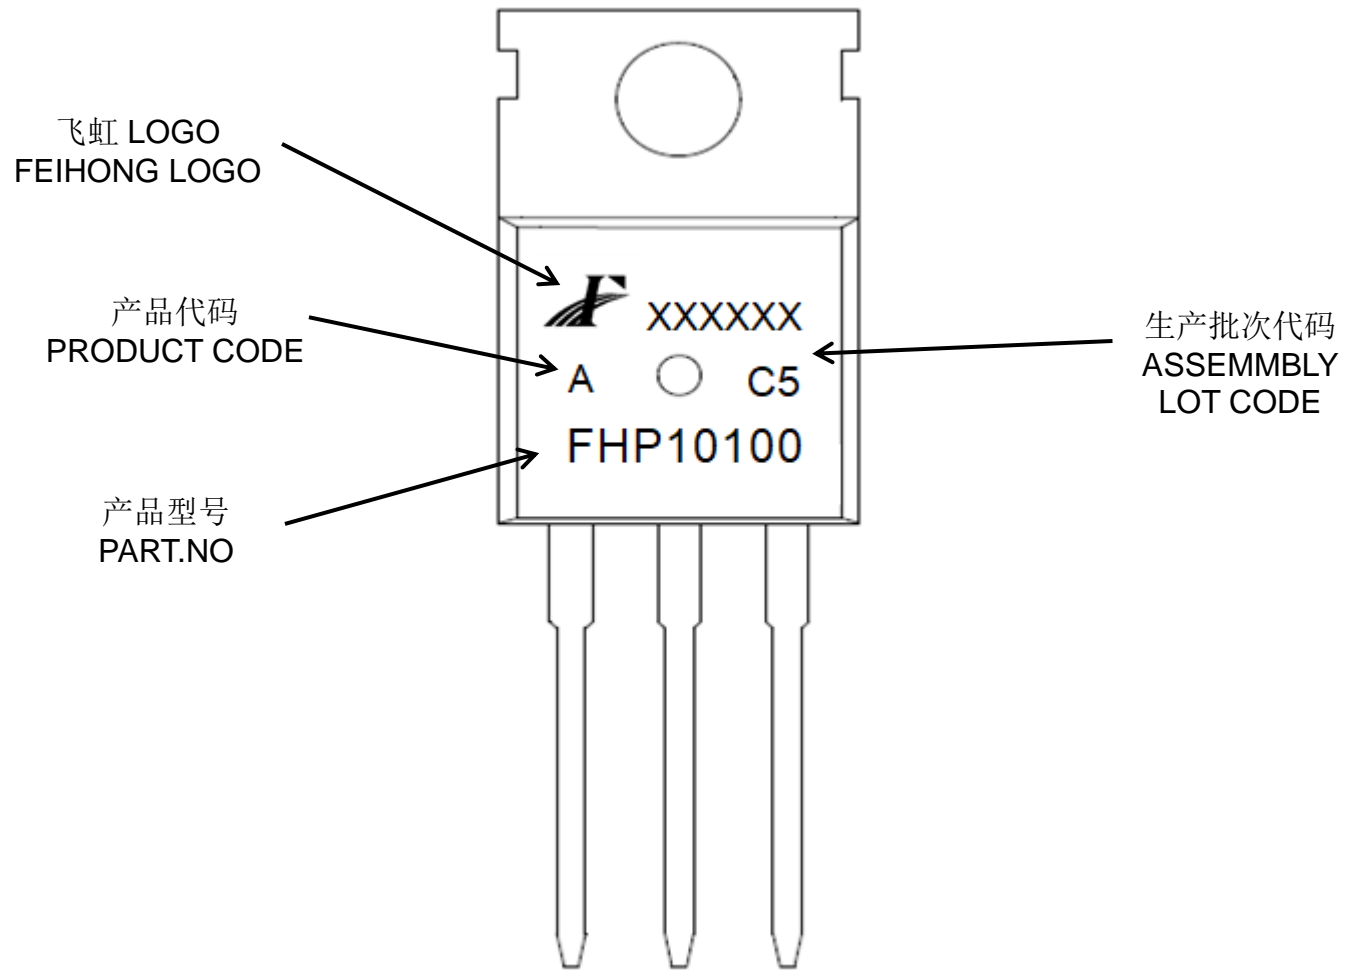 飞虹 LOGO
FEIHONG LOGO
产品代码
PRODUCT CODE
产品型号
PART.NO
XXXXXX
A
C5
FHP10100
生产批次代码
ASSEMMBLY
LOT CODE